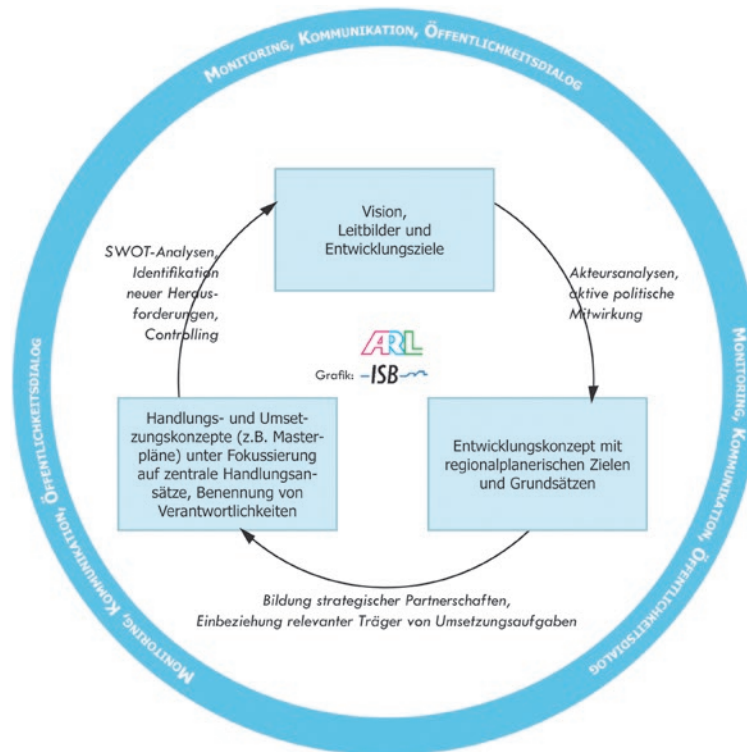 MONITORING, KOMMUNIKATION, ÖFFENTLICHKEITSDIALOG
Vision,
Leitbilder und
Entwicklungsziele
SWOT-Analysen,
Identifikation
neuer Heraus-
forderungen,
Controlling
Akteursanalysen,
aktive politische
Mitwirkung
ARL
Grafik: ISB
Handlungs- und Umset-
zungskonzepte (z.B. Master-
pläne) unter Fokussierung
auf zentrale Handlungsan-
sätze, Benennung von
Verantwortlichkeiten
Entwicklungskonzept mit
regionalplanerischen Zielen
und Grundsätzen
Bildung strategischer Partnerschaften,
Einbeziehung relevanter Träger von Umsetzungsaufgaben
MONITORING, KOMMUNIKATION, ÖFFENTLICHKEITSDIALOG
MONITORING, KOMMUNIKATION, ÖFFENTLICHKEITSDIALOG